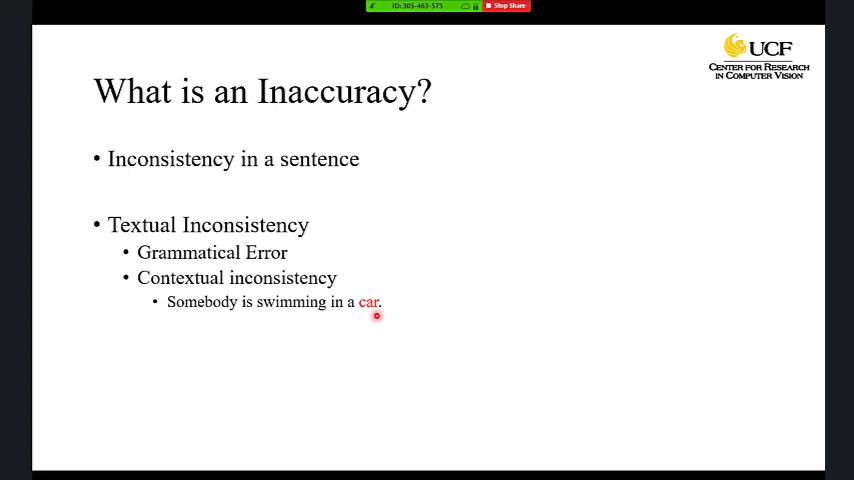 ID: 305-463-575 Stop Share
UCF
CENTER FOR RESEARCH
IN COMPUTER VISION
What is an Inaccuracy?
• Inconsistency in a sentence
• Textual Inconsistency
• Grammatical Error
• Contextual inconsistency
• Somebody is swimming in a car.